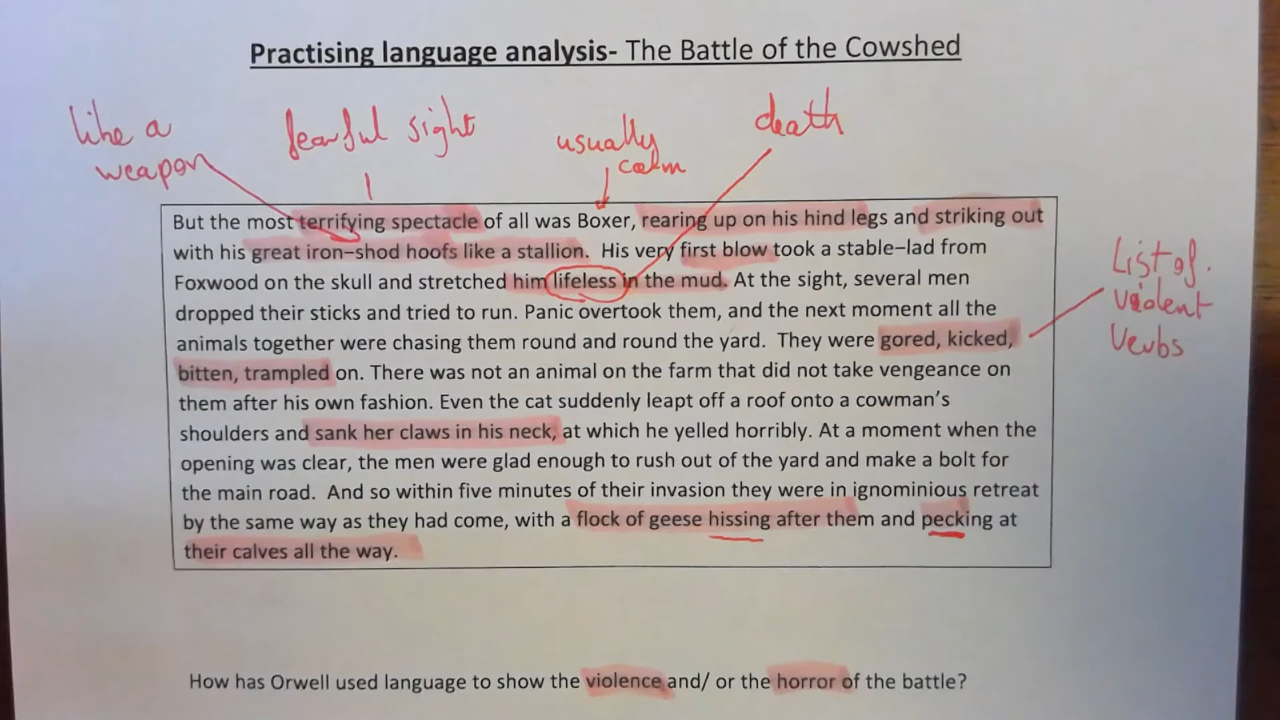 Practising language analysis- The Battle of the Cowshed
like a
weapon
fearful sight
usually
calm
death
But the most terrifying spectacle of all was Boxer, rearing up on his hind legs and striking out
with his great iron–shod hoofs like a stallion.  His very first blow took a stable–lad from
Foxwood on the skull and stretched him lifeless in the mud. At the sight, several men
dropped their sticks and tried to run. Panic overtook them, and the next moment all the
animals together were chasing them round and round the yard.  They were gored, kicked,
bitten, trampled on. There was not an animal on the farm that did not take vengeance on
them after his own fashion. Even the cat suddenly leapt off a roof onto a cowman’s
shoulders and sank her claws in his neck, at which he yelled horribly. At a moment when the
opening was clear, the men were glad enough to rush out of the yard and make a bolt for
the main road.  And so within five minutes of their invasion they were in ignominious retreat
by the same way as they had come, with a flock of geese hissing after them and pecking at
their calves all the way.
List of.
violent
Verbs
How has Orwell used language to show the violence and/ or the horror of the battle?